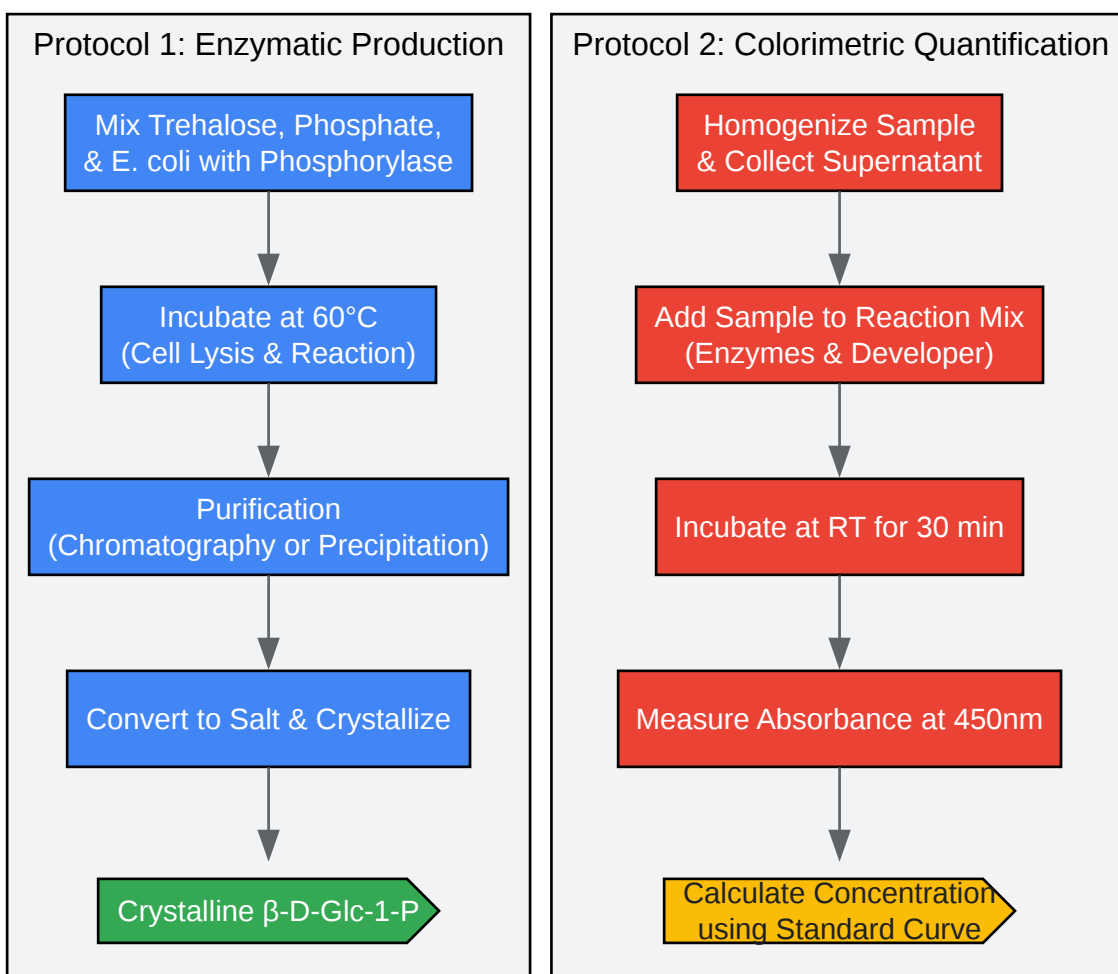 Protocol 1: Enzymatic Production
Mix Trehalose, Phosphate,
& E. coli with Phosphorylase
Incubate at 60°C
(Cell Lysis & Reaction)
Purification
(Chromatography or Precipitation)
Convert to Salt & Crystallize
Crystalline β-D-Glc-1-P
Protocol 2: Colorimetric Quantification
Homogenize Sample
& Collect Supernatant
Add Sample to Reaction Mix
(Enzymes & Developer)
Incubate at RT for 30 min
Measure Absorbance at 450nm
Calculate Concentration
using Standard Curve